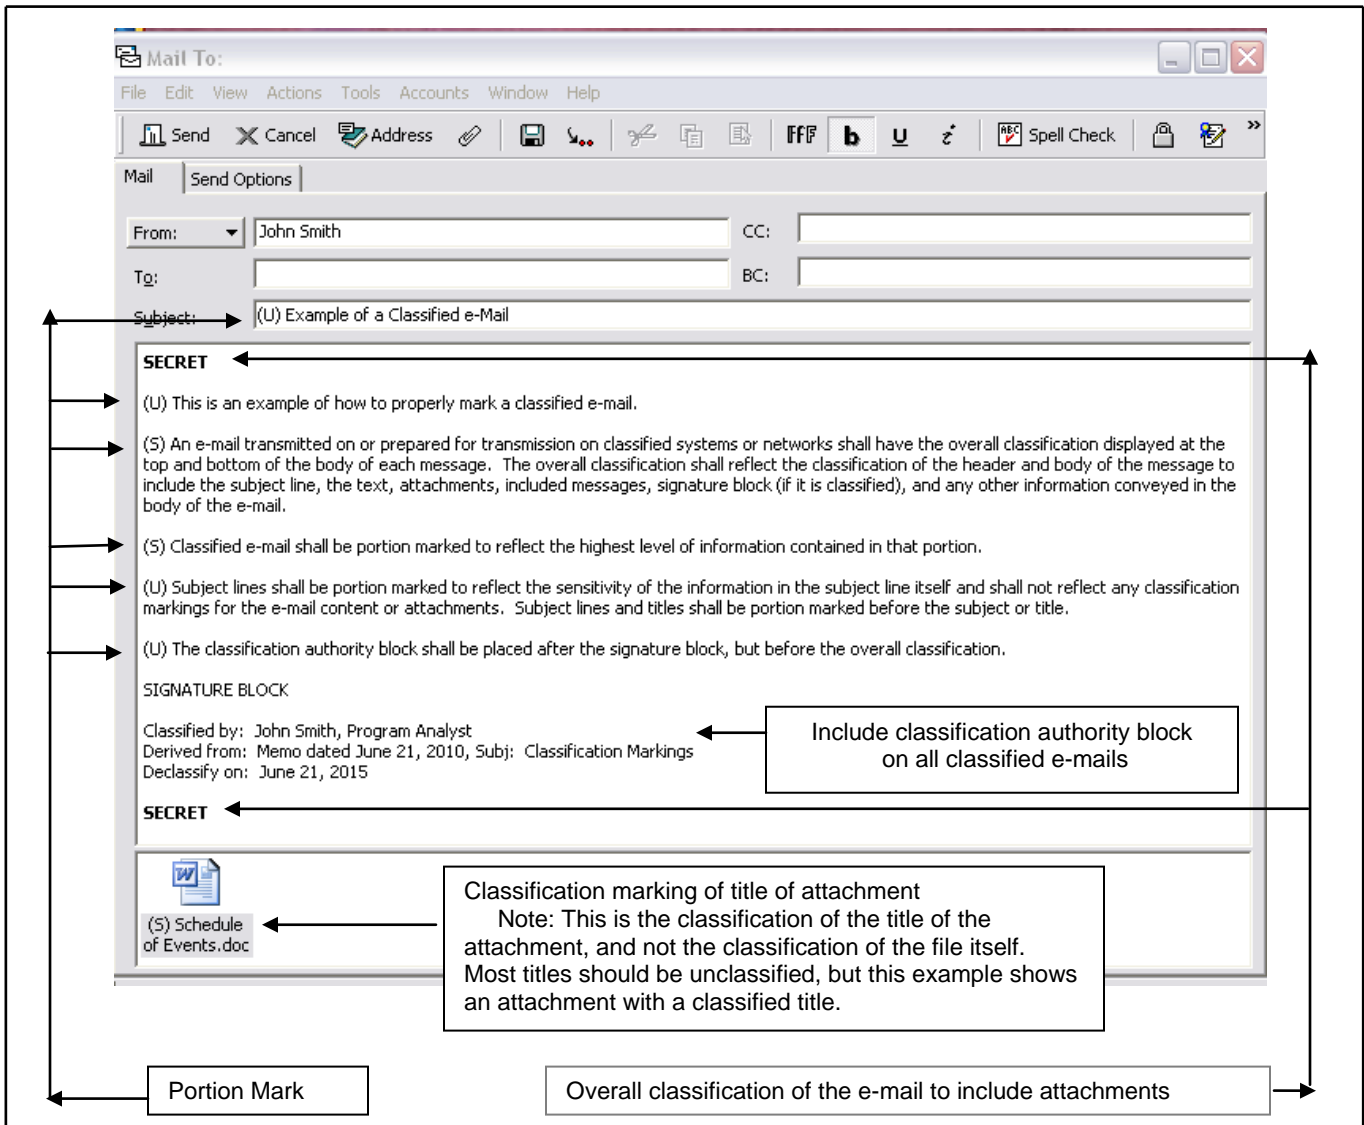 Mail To:
File Edit View Actions Tools Accounts Window Help
Send Cancel Address FfF b U i ABC Spell Check »
Mail Send Options
From: John Smith CC:
To: BC:
Subject: (U) Example of a Classified e-Mail
SECRET
(U) This is an example of how to properly mark a classified e-mail.
(S) An e-mail transmitted on or prepared for transmission on classified systems or networks shall have the overall classification displayed at the
top and bottom of the body of each message. The overall classification shall reflect the classification of the header and body of the message to
include the subject line, the text, attachments, included messages, signature block (if it is classified), and any other information conveyed in the
body of the e-mail.
(S) Classified e-mail shall be portion marked to reflect the highest level of information contained in that portion.
(U) Subject lines shall be portion marked to reflect the sensitivity of the information in the subject line itself and shall not reflect any classification
markings for the e-mail content or attachments. Subject lines and titles shall be portion marked before the subject or title.
(U) The classification authority block shall be placed after the signature block, but before the overall classification.
SIGNATURE BLOCK
Classified by: John Smith, Program Analyst
Derived from: Memo dated June 21, 2010, Subj: Classification Markings
Declassify on: June 21, 2015
Include classification authority block
on all classified e-mails
SECRET
(S) Schedule
of Events.doc
Classification marking of title of attachment
Note: This is the classification of the title of the
attachment, and not the classification of the file itself.
Most titles should be unclassified, but this example shows
an attachment with a classified title.
Portion Mark
Overall classification of the e-mail to include attachments